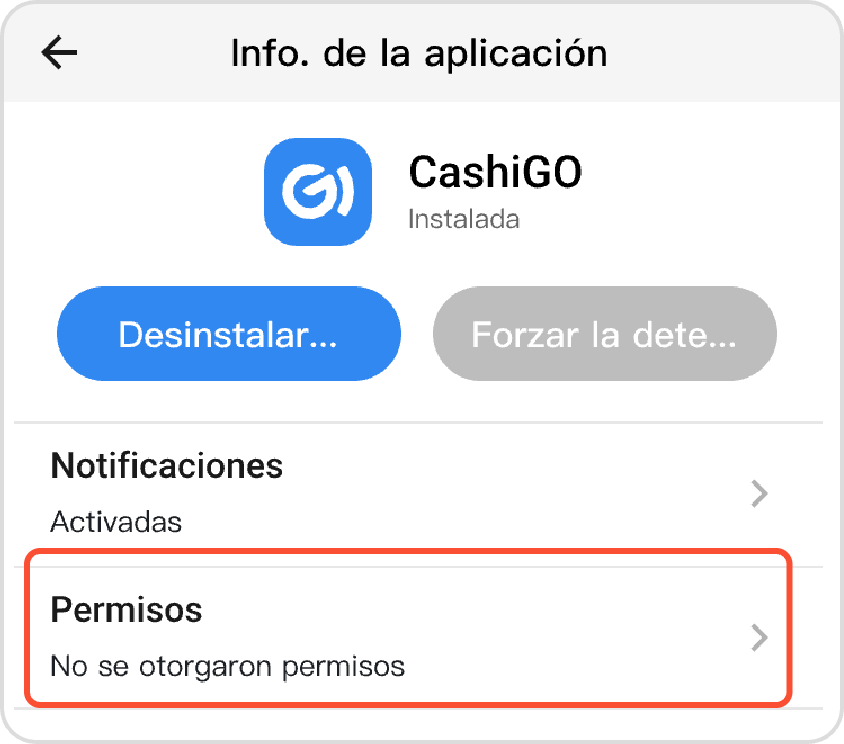 Info. de la aplicación
CashiGO
Instalada
Desinstalar...
Forzar la dete...
Notificaciones
Activadas
Permisos
No se otorgaron permisos